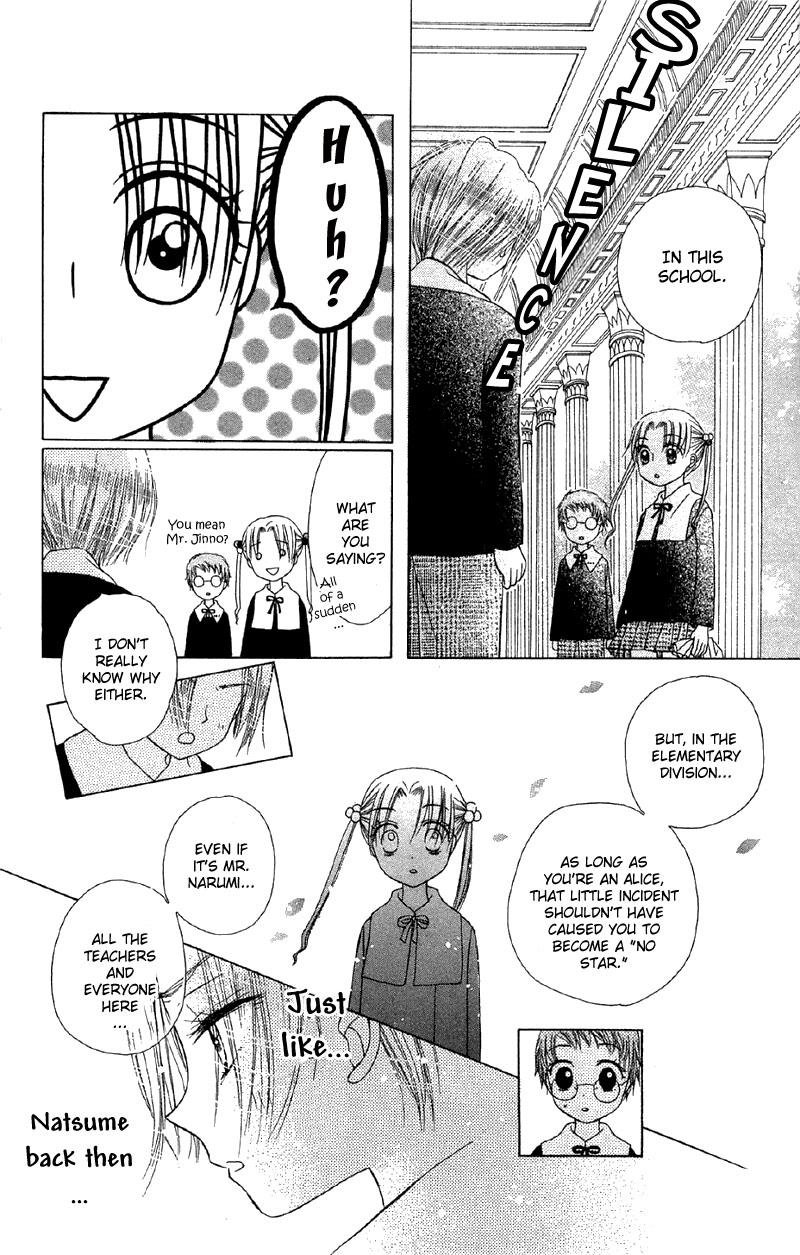 SILENCE
IN THIS
SCHOOL.
Huh?
WHAT
ARE
YOU
SAYING?
All
of a
sudden
...
You mean
Mr. Jinno?
I DON'T
REALLY
KNOW WHY
EITHER.
BUT, IN THE
ELEMENTARY
DIVISION...
AS LONG AS
YOU'RE AN ALICE,
THAT LITTLE INCIDENT
SHOULDN'T HAVE
CAUSED YOU TO
BECOME A "NO
STAR."
EVEN IF
IT'S MR.
NARUMI...
ALL THE
TEACHERS
AND
EVERYONE
HERE
...
Just
like...
Natsume
back then
...